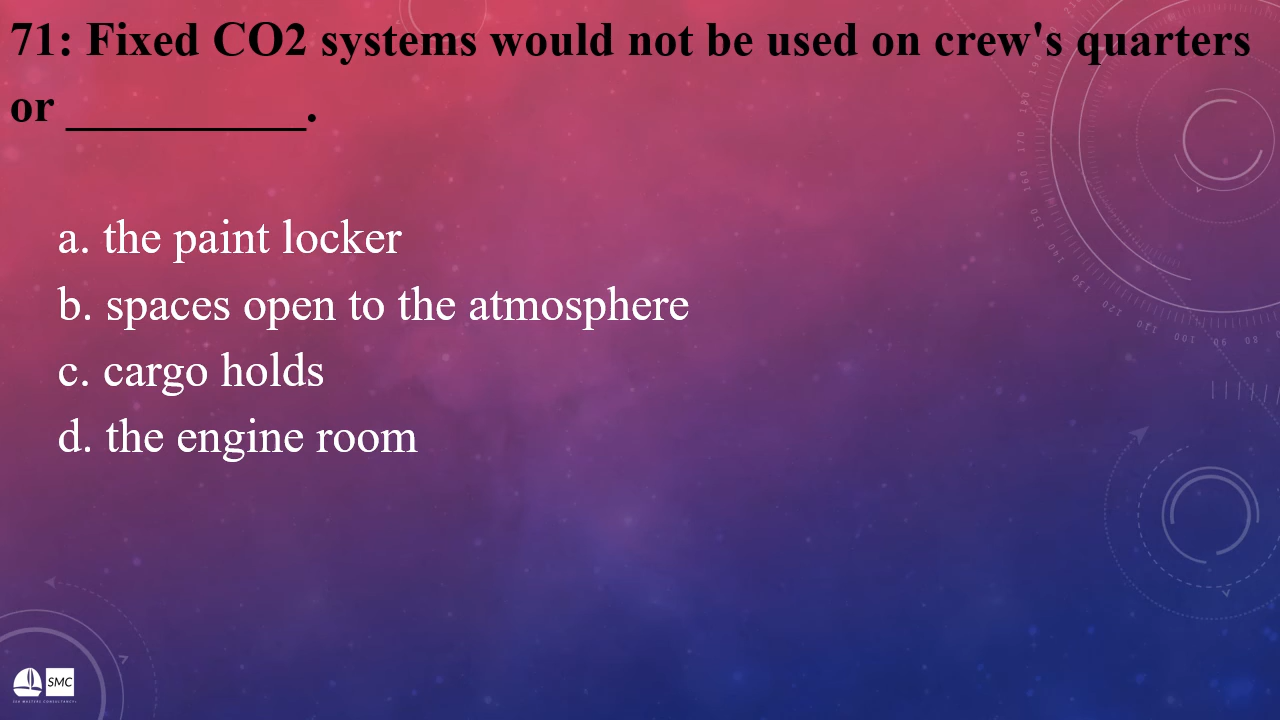 71: Fixed CO2 systems would not be used on crew's quarters
or __________.
a. the paint locker
b. spaces open to the atmosphere
c. cargo holds
d. the engine room
SMC